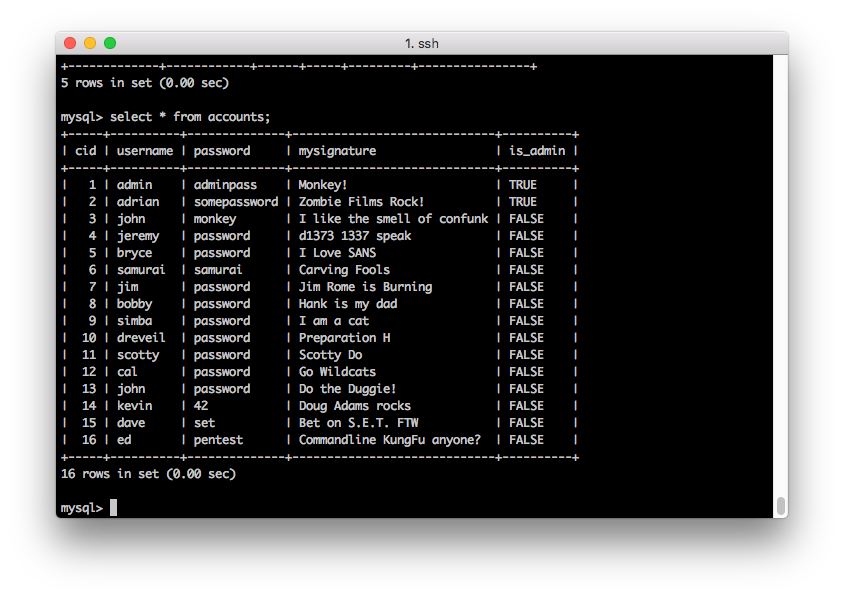 1. ssh
+-------------+------------+------+-----+---------+----------------+
5 rows in set (0.00 sec)
mysql> select * from accounts;
+-----+----------+--------------+-----------------------------+----------+
| cid | username | password     | mysignature                 | is_admin |
+-----+----------+--------------+-----------------------------+----------+
|   1 | admin    | adminpass    | Monkey!                     | TRUE     |
|   2 | adrian   | somepassword | Zombie Films Rock!          | TRUE     |
|   3 | john     | monkey       | I like the smell of confunk | FALSE    |
|   4 | jeremy   | password     | d1373 1337 speak            | FALSE    |
|   5 | bryce    | password     | I Love SANS                 | FALSE    |
|   6 | samurai  | samurai      | Carving Fools               | FALSE    |
|   7 | jim      | password     | Jim Rome is Burning         | FALSE    |
|   8 | bobby    | password     | Hank is my dad              | FALSE    |
|   9 | simba    | password     | I am a cat                  | FALSE    |
|  10 | dreveil  | password     | Preparation H               | FALSE    |
|  11 | scotty   | password     | Scotty Do                   | FALSE    |
|  12 | cal      | password     | Go Wildcats                 | FALSE    |
|  13 | john     | password     | Do the Duggie!              | FALSE    |
|  14 | kevin    | 42           | Doug Adams rocks            | FALSE    |
|  15 | dave     | set          | Bet on S.E.T. FTW           | FALSE    |
|  16 | ed       | pentest      | Commandline KungFu anyone?  | FALSE    |
+-----+----------+--------------+-----------------------------+----------+
16 rows in set (0.00 sec)
mysql>